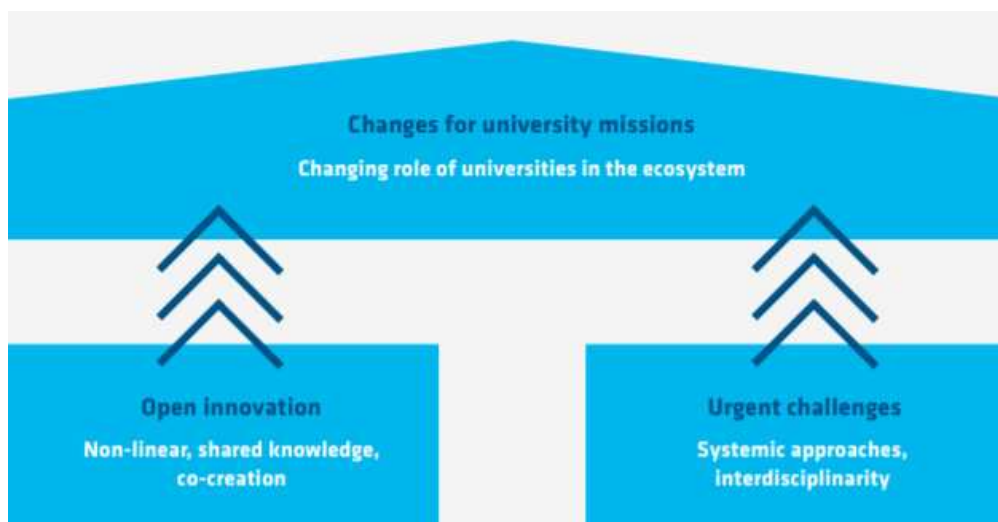 Changes for university missions
Changing role of universities in the ecosystem
Open innovation
Non-linear, shared knowledge,
co-creation
Urgent challenges
Systemic approaches,
interdisciplinarity